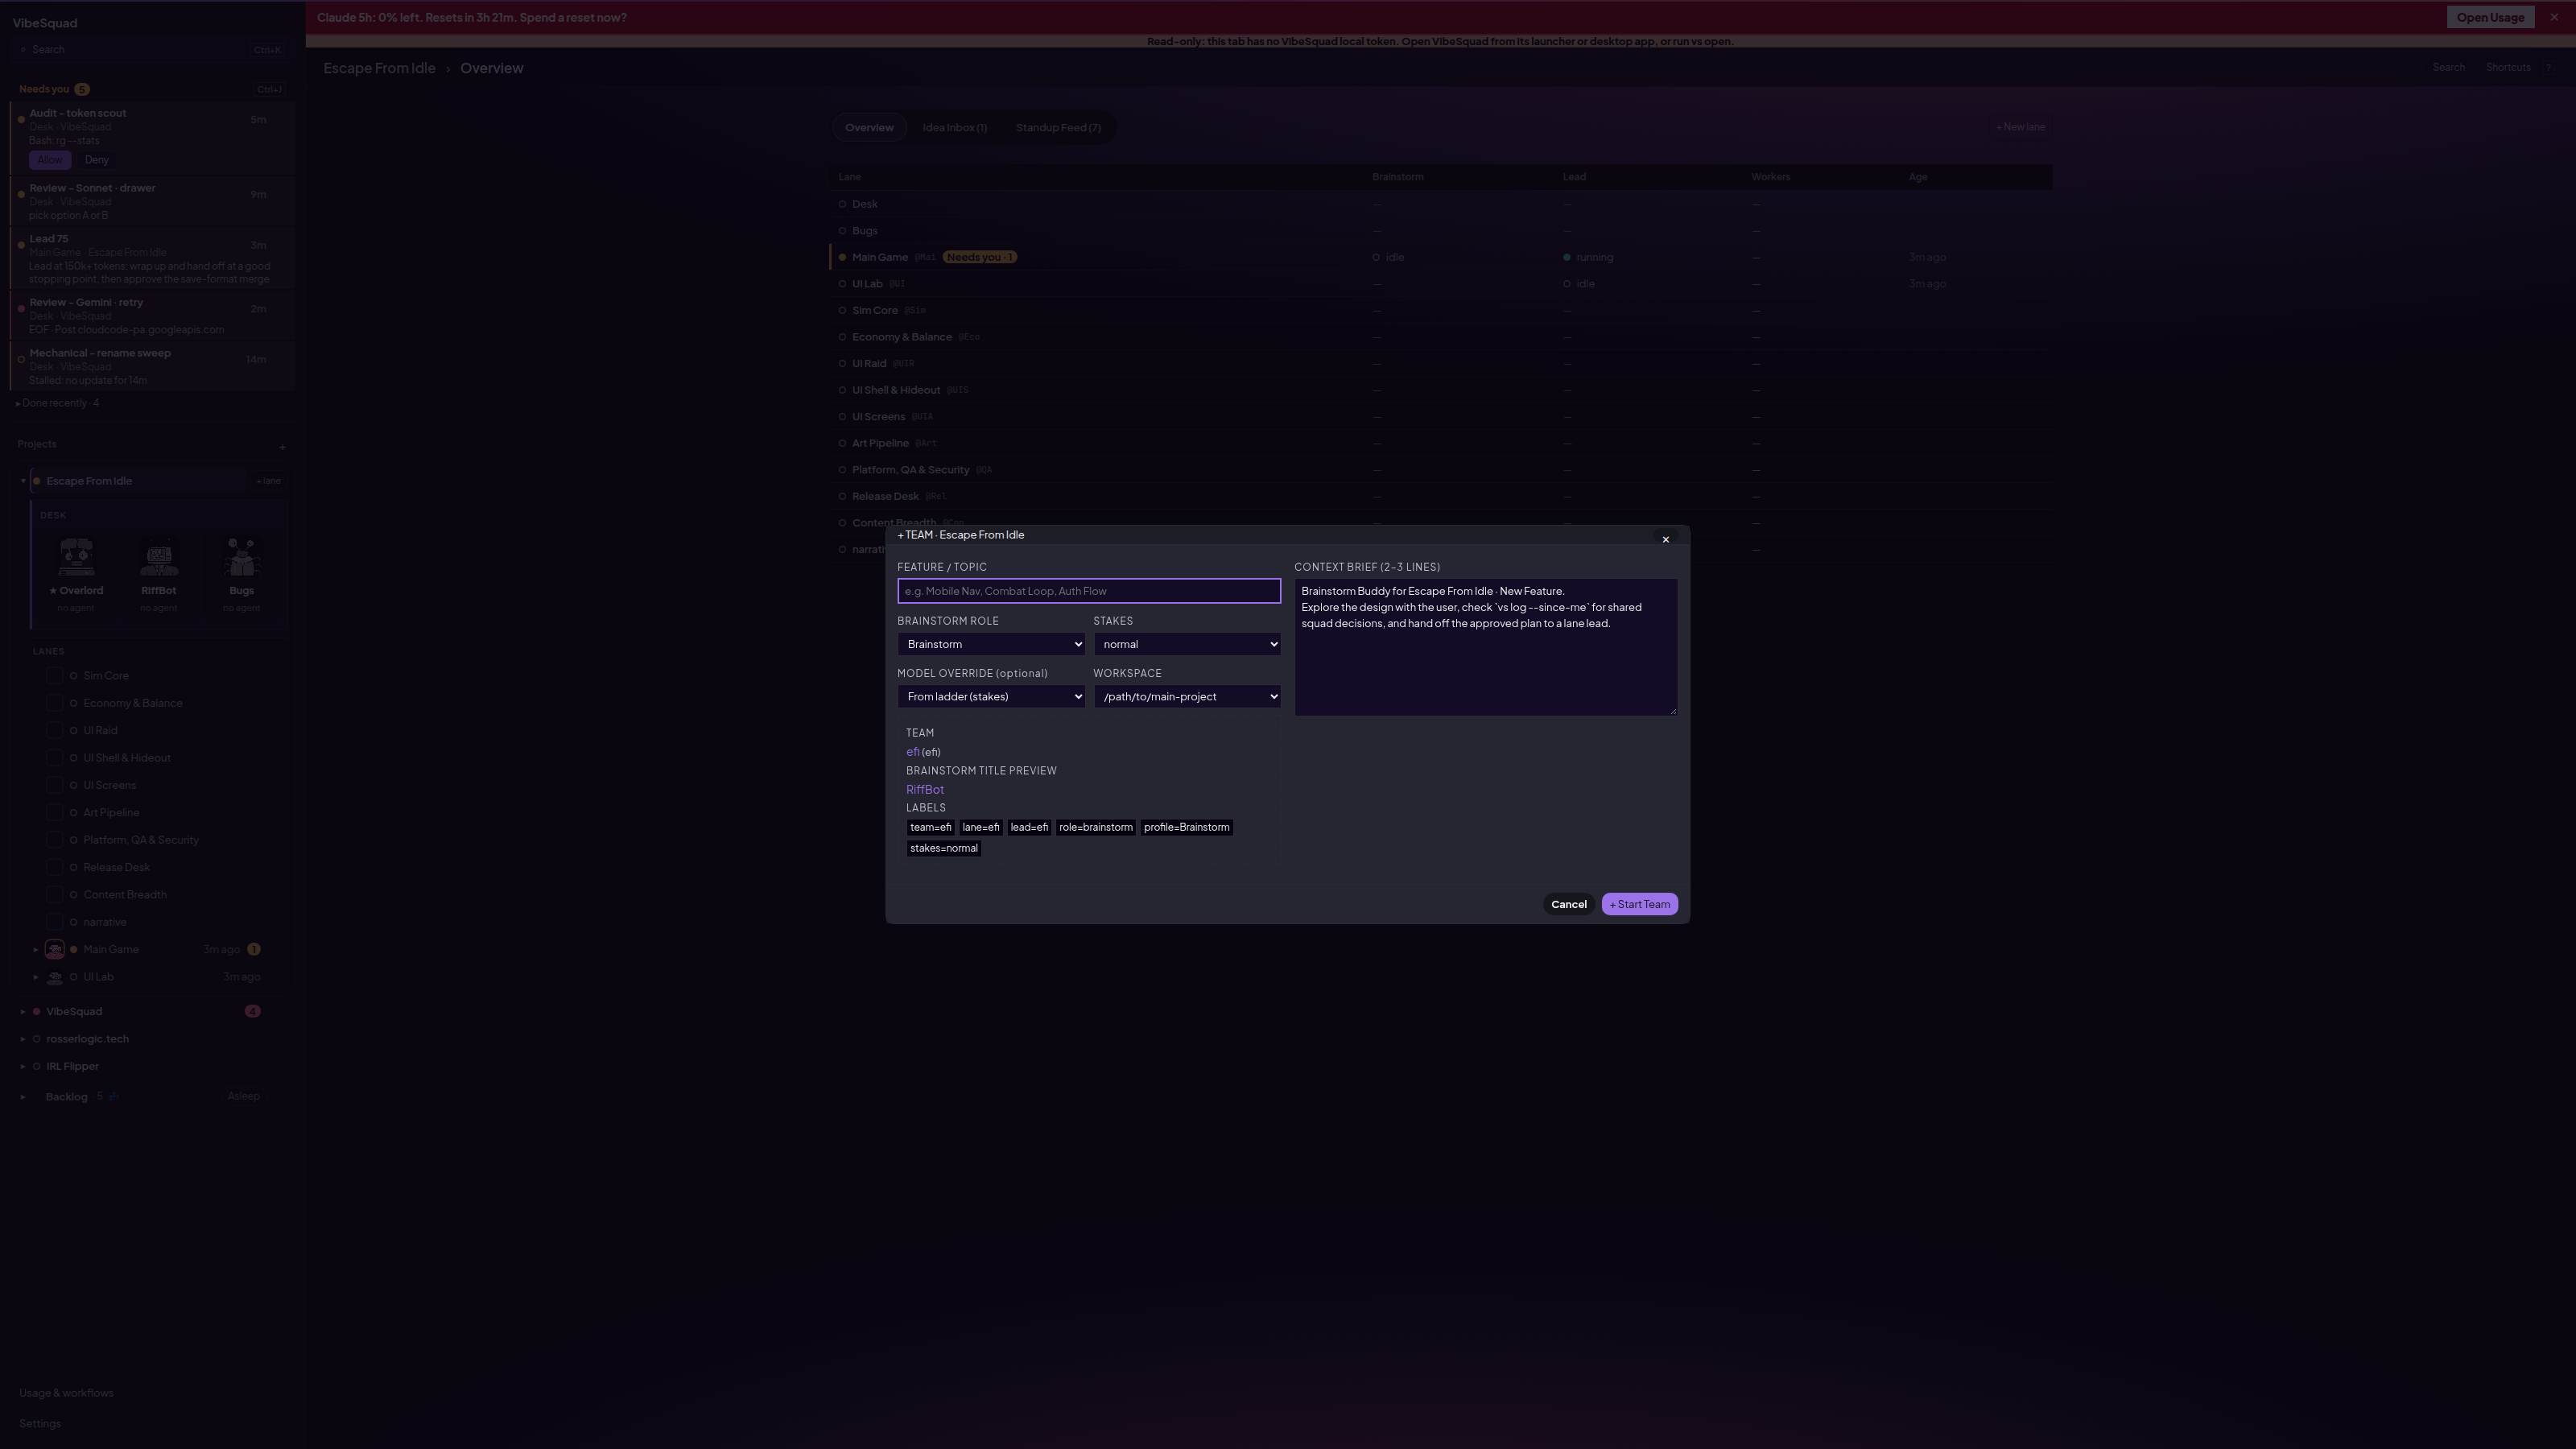 VibeSquad
Search Ctrl+K
Needs you 5 Ctrl+J
Audit - token scout 5m
Desk · VibeSquad
Bash: rg --stats
Allow Deny
Review - Sonnet · drawer 9m
Desk · VibeSquad
pick option A or B
Lead 75 3m
Main Game · Escape From Idle
Lead at 150k+ tokens: wrap up and hand off at a good
stopping point, then approve the save-format merge
Review - Gemini · retry 2m
Desk · VibeSquad
EOF · Post cloudcode-pa.googleapis.com
Mechanical - rename sweep 14m
Desk · VibeSquad
Stalled: no update for 14m
Done recently · 4
Projects +
Escape From Idle + lane
DESK
★ Overlord RiffBot Bugs
no agent no agent no agent
LANES
Sim Core
Economy & Balance
UI Raid
UI Shell & Hideout
UI Screens
Art Pipeline
Platform, QA & Security
Release Desk
Content Breadth
narrative
Main Game 3m ago 1
UI Lab 3m ago
VibeSquad 4
rosserlogic.tech
IRL Flipper
Backlog · 5 Asleep
Usage & workflows
Settings
Claude 5h: 0% left. Resets in 3h 21m. Spend a reset now? Open Usage ×
Read-only: this tab has no VibeSquad local token. Open VibeSquad from its launcher or desktop app, or run vs open.
Escape From Idle › Overview Search Shortcuts ?
Overview Idea Inbox (1) Standup Feed (7) + New lane
Lane Brainstorm Lead Workers Age
Desk — — —
Bugs — — —
Main Game @Mai Needs you · 1 idle running — 3m ago
UI Lab @UI — idle — 3m ago
Sim Core @Sim — — —
Economy & Balance @Eco — — —
UI Raid @UIR — — —
UI Shell & Hideout @UIS — — —
UI Screens @UIA — — —
Art Pipeline @Art — — —
Platform, QA & Security @QA — — —
Release Desk @Rel — — —
Content Breadth @Con — — —
+ TEAM · Escape From Idle ×
FEATURE / TOPIC
e.g. Mobile Nav, Combat Loop, Auth Flow
BRAINSTORM ROLE STAKES
Brainstorm normal
MODEL OVERRIDE (optional) WORKSPACE
From ladder (stakes) /path/to/main-project
CONTEXT BRIEF (2–3 LINES)
Brainstorm Buddy for Escape From Idle · New Feature.
Explore the design with the user, check `vs log --since-me` for shared
squad decisions, and hand off the approved plan to a lane lead.
TEAM
efi (efi)
BRAINSTORM TITLE PREVIEW
RiffBot
LABELS
team=efi lane=efi lead=efi role=brainstorm profile=Brainstorm
stakes=normal
Cancel + Start Team